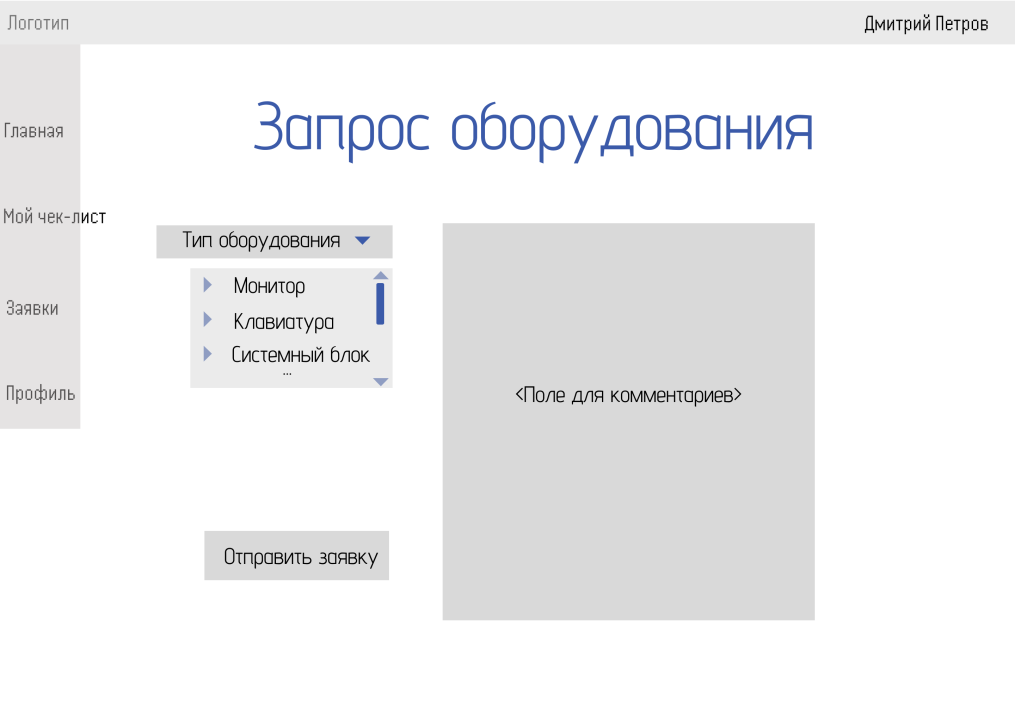 Логотип
Дмитрий Петров
Главная
Мой чек-лист
Заявки
Профиль
Запрос оборудования
Тип оборудования
Монитор
Клавиатура
Системный блок
...
<Поле для комментариев>
Отправить заявку